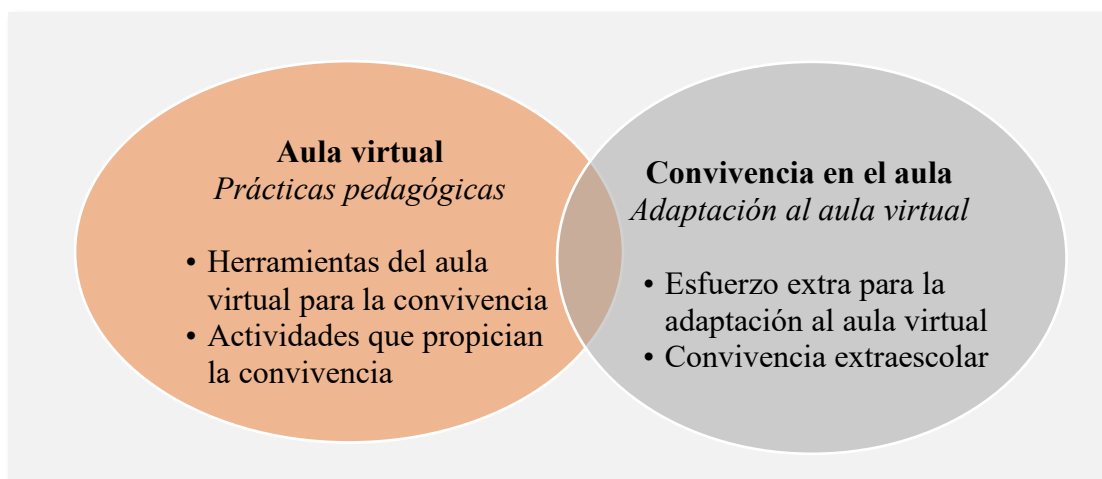 Aula virtual
Prácticas pedagógicas
• Herramientas del aula
virtual para la convivencia
• Actividades que propician
la convivencia
Convivencia en el aula
Adaptación al aula virtual
• Esfuerzo extra para la
adaptación al aula virtual
• Convivencia extraescolar